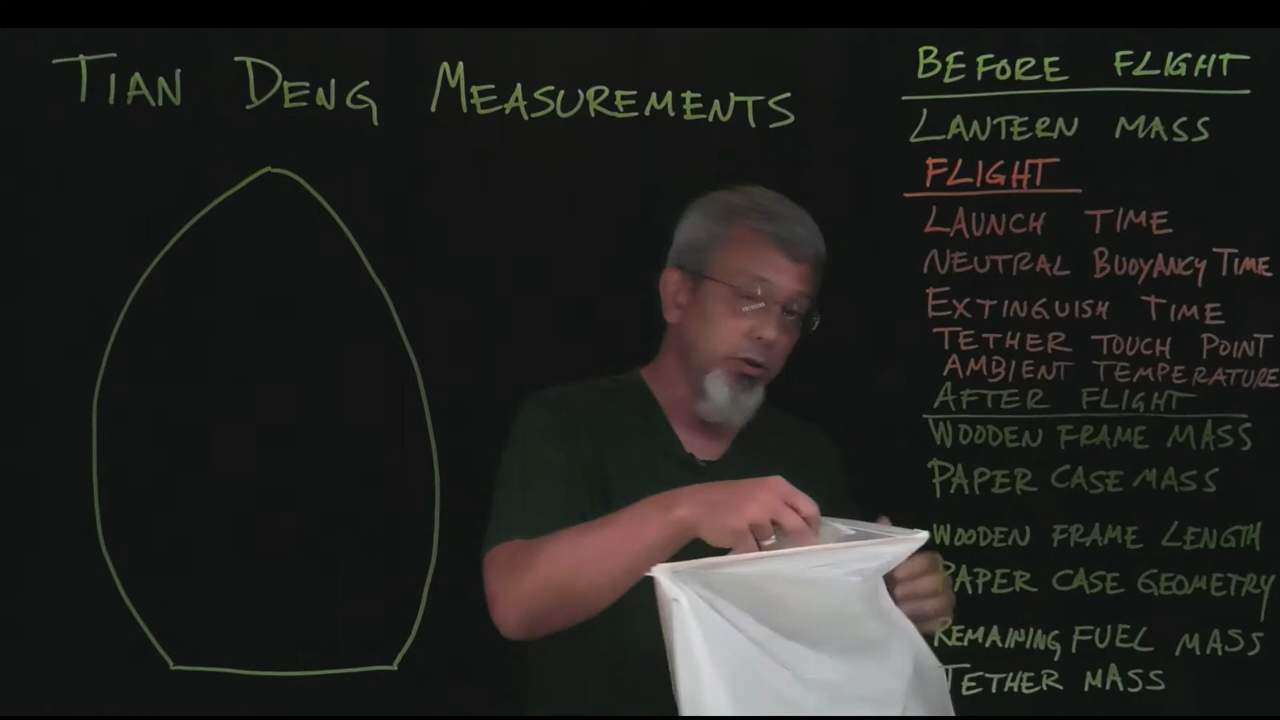 TIAN DENG MEASUREMENTS
BEFORE FLIGHT
LANTERN MASS
FLIGHT
LAUNCH TIME
NEUTRAL BUOYANCY TIME
EXTINGUISH TIME
TETHER TOUCH POINT
AMBIENT TEMPERATURE
AFTER FLIGHT
WOODEN FRAME MASS
PAPER CASE MASS
WOODEN FRAME LENGTH
PAPER CASE GEOMETRY
REMAINING FUEL MASS
TETHER MASS